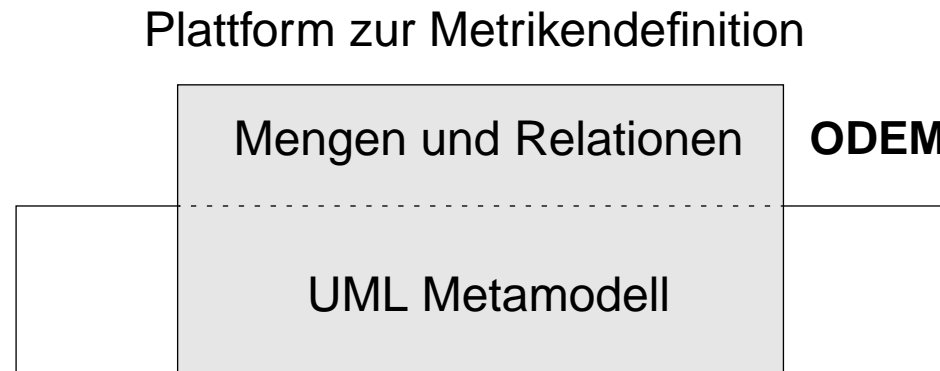 Plattform zur Metrikendefinition
Mengen und Relationen ODEM
UML Metamodell